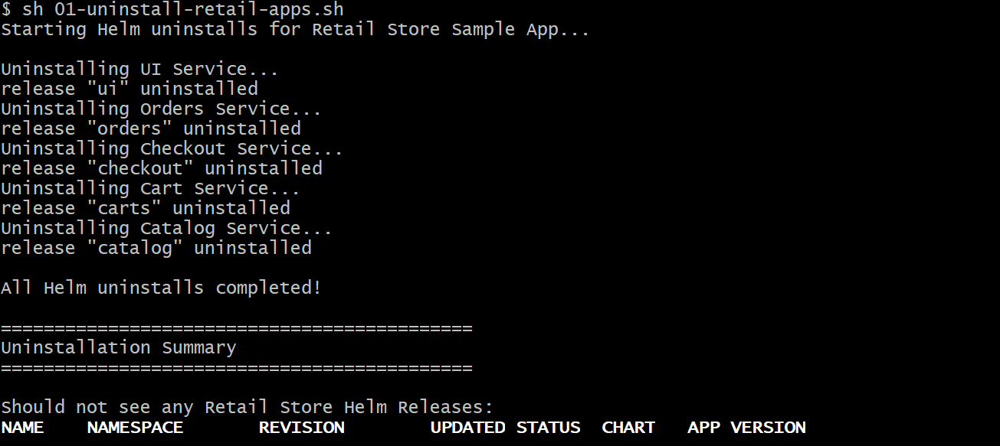 $ sh 01-uninstall-retail-apps.sh
Starting Helm uninstalls for Retail Store Sample App...
Uninstalling UI Service...
release "ui" uninstalled
Uninstalling Orders Service...
release "orders" uninstalled
Uninstalling Checkout Service...
release "checkout" uninstalled
Uninstalling Cart Service...
release "carts" uninstalled
Uninstalling Catalog Service...
release "catalog" uninstalled
All Helm uninstalls completed!
============================================
Uninstallation Summary
============================================
Should not see any Retail Store Helm Releases:
NAME    NAMESPACE       REVISION        UPDATED STATUS  CHART   APP VERSION